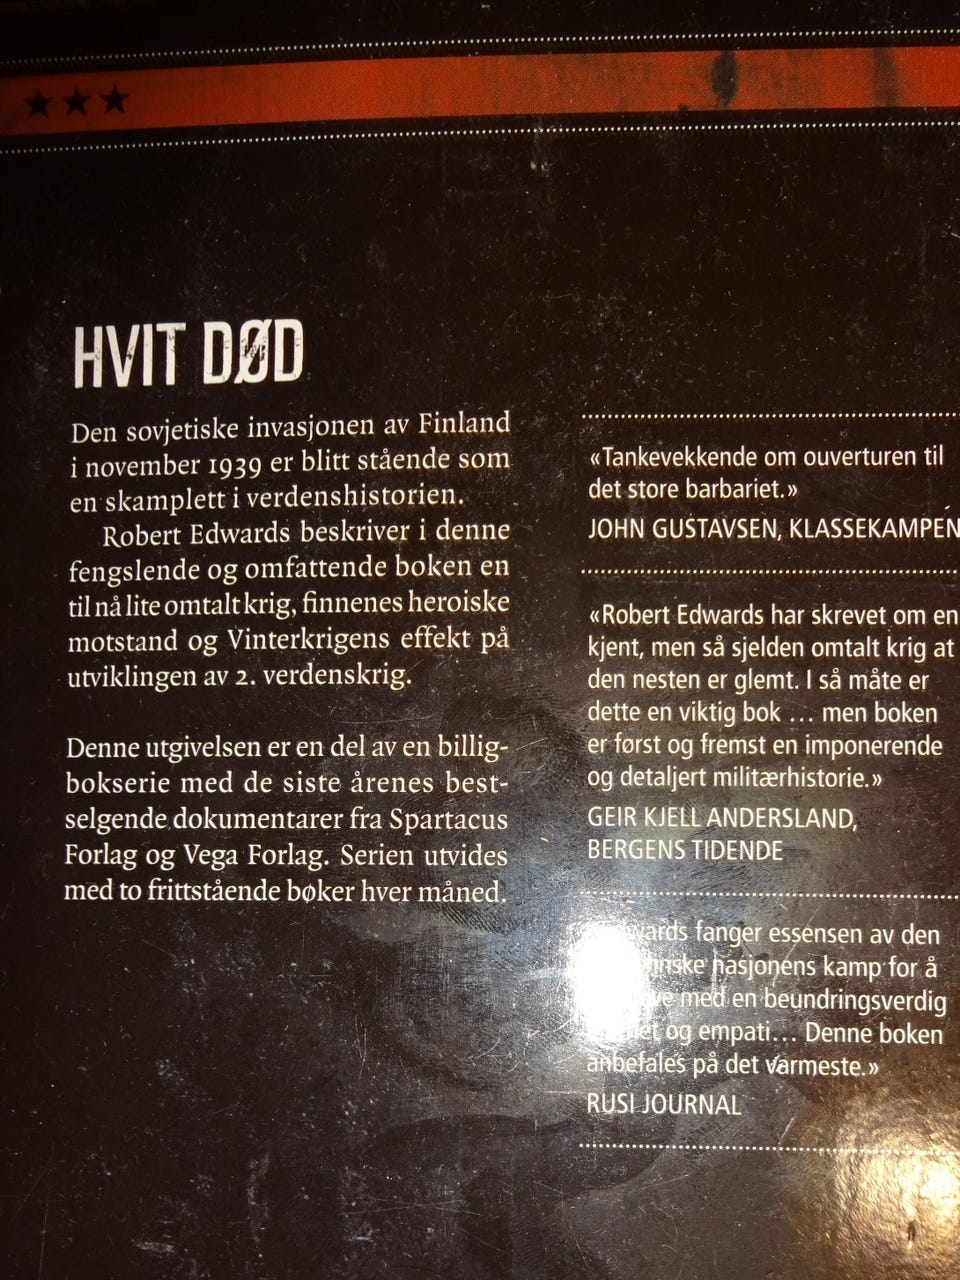 HVIT DØD
Den sovjetiske invasjonen av Finland
i november 1939 er blitt stående som
en skamplett i verdenshistorien.
Robert Edwards beskriver i denne
fengslende og omfattende boken en
til nå lite omtalt krig, finnenes heroiske
motstand og Vinterkrigens effekt på
utviklingen av 2. verdenskrig.
Denne utgivelsen er en del av en billig-
bokserie med de siste årenes best-
selgende dokumentarer fra Spartacus
Forlag og Vega Forlag. Serien utvides
med to frittstående bøker hver måned.
«Tankevekkende om ouverturen til
det store barbariet.»
JOHN GUSTAVSEN, KLASSEKAMPEN
«Robert Edwards har skrevet om en
kjent, men så sjelden omtalt krig at
den nesten er glemt. I så måte er
dette en viktig bok ... men boken
er først og fremst en imponerende
og detaljert militærhistorie.»
GEIR KJELL ANDERSLAND,
BERGENS TIDENDE
fanger essensen av den
nasjonens kamp for å
med en beundringsverdig
og empati... Denne boken
anbefales på det varmeste.»
RUSI JOURNAL